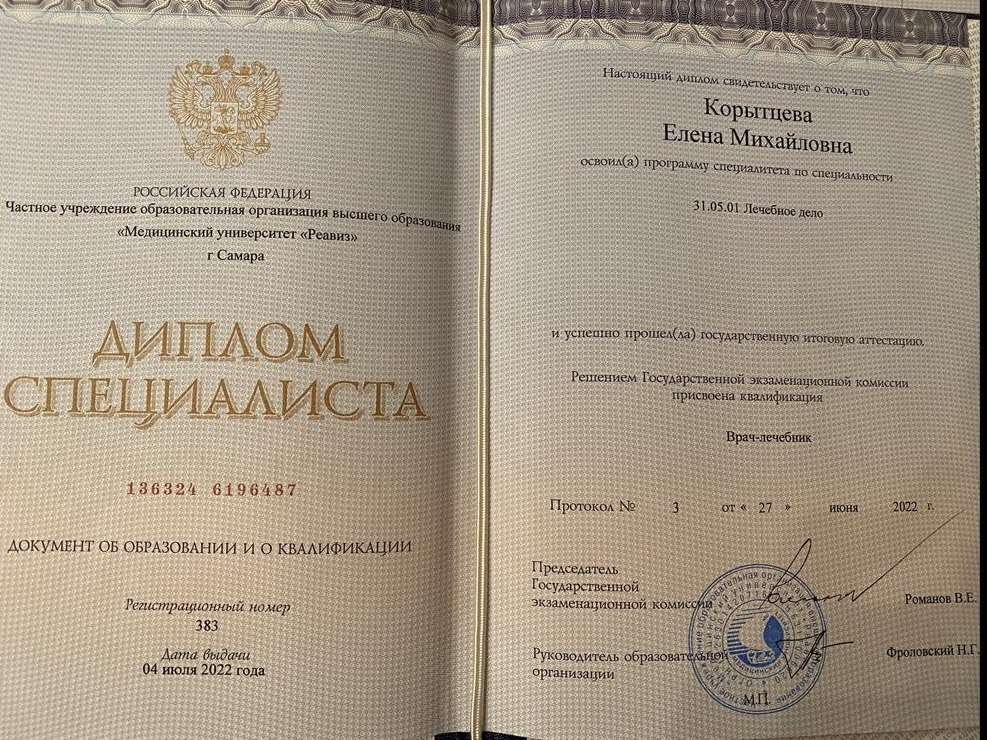 РОССИЙСКАЯ ФЕДЕРАЦИЯ
Частное учреждение образовательная организация высшего образования
«Медицинский университет «Реавиз»
г Самара
ДИПЛОМ
СПЕЦИАЛИСТА
136324 6196487
ДОКУМЕНТ ОБ ОБРАЗОВАНИИ И О КВАЛИФИКАЦИИ
Регистрационный номер
383
Дата выдачи
04 июля 2022 года
Настоящий диплом свидетельствует о том, что
Корытцева
Елена Михайловна
освоил(а) программу специалитета по специальности
31.05.01 Лечебное дело
и успешно прошел(ла) государственную итоговую аттестацию.
Решением Государственной экзаменационной комиссии
присвоена квалификация
Врач-лечебник
Протокол № 3 от « 27 » июня 2022 г.
Председатель
Государственной
экзаменационной комиссии
Романов В.Е.
Руководитель образовательной
организации
Фроловский Н.Г.
М.П.